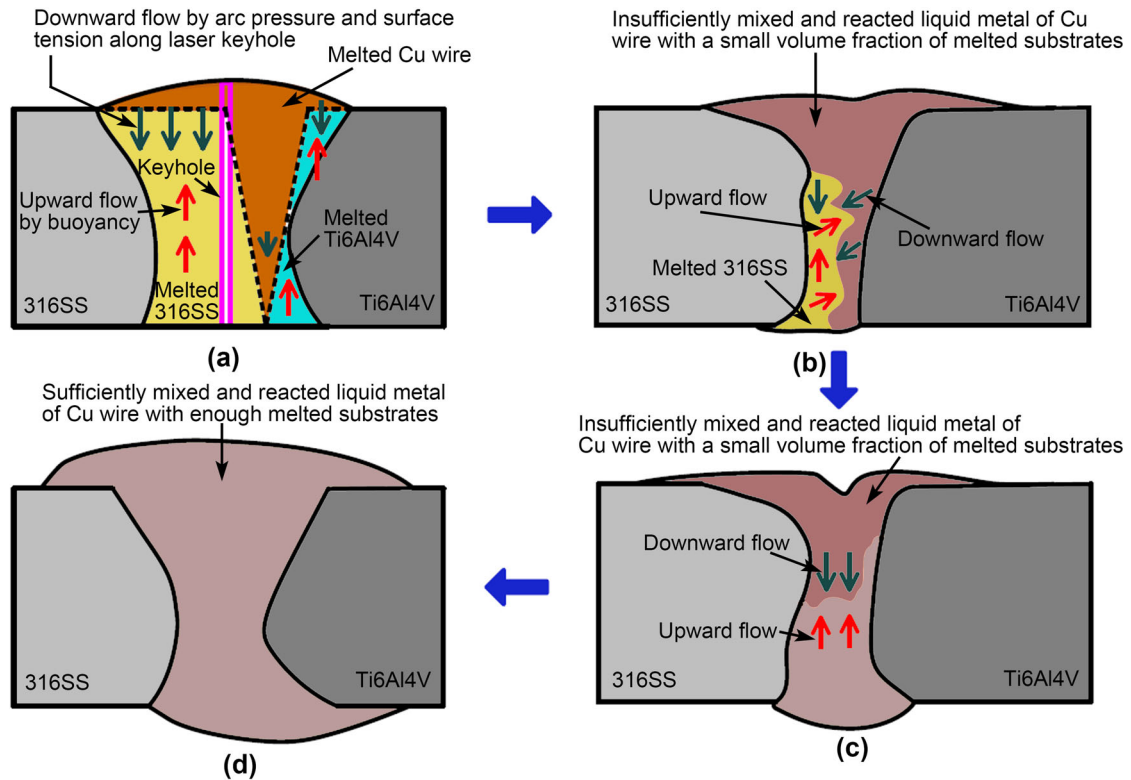 Downward flow by arc pressure and surface
tension along laser keyhole
Melted Cu wire
Keyhole
Upward flow
by buoyancy
Melted
Ti6Al4V
Melted
316SS
316SS
Ti6Al4V
(a)
Insufficiently mixed and reacted liquid metal of Cu
wire with a small volume fraction of melted substrates
Upward flow
Downward flow
Melted 316SS
316SS
Ti6Al4V
(b)
Sufficiently mixed and reacted liquid metal
of Cu wire with enough melted substrates
316SS
Ti6Al4V
(d)
Insufficiently mixed and reacted liquid metal of
Cu wire with a small volume fraction of melted substrates
Downward flow
Upward flow
316SS
Ti6Al4V
(c)